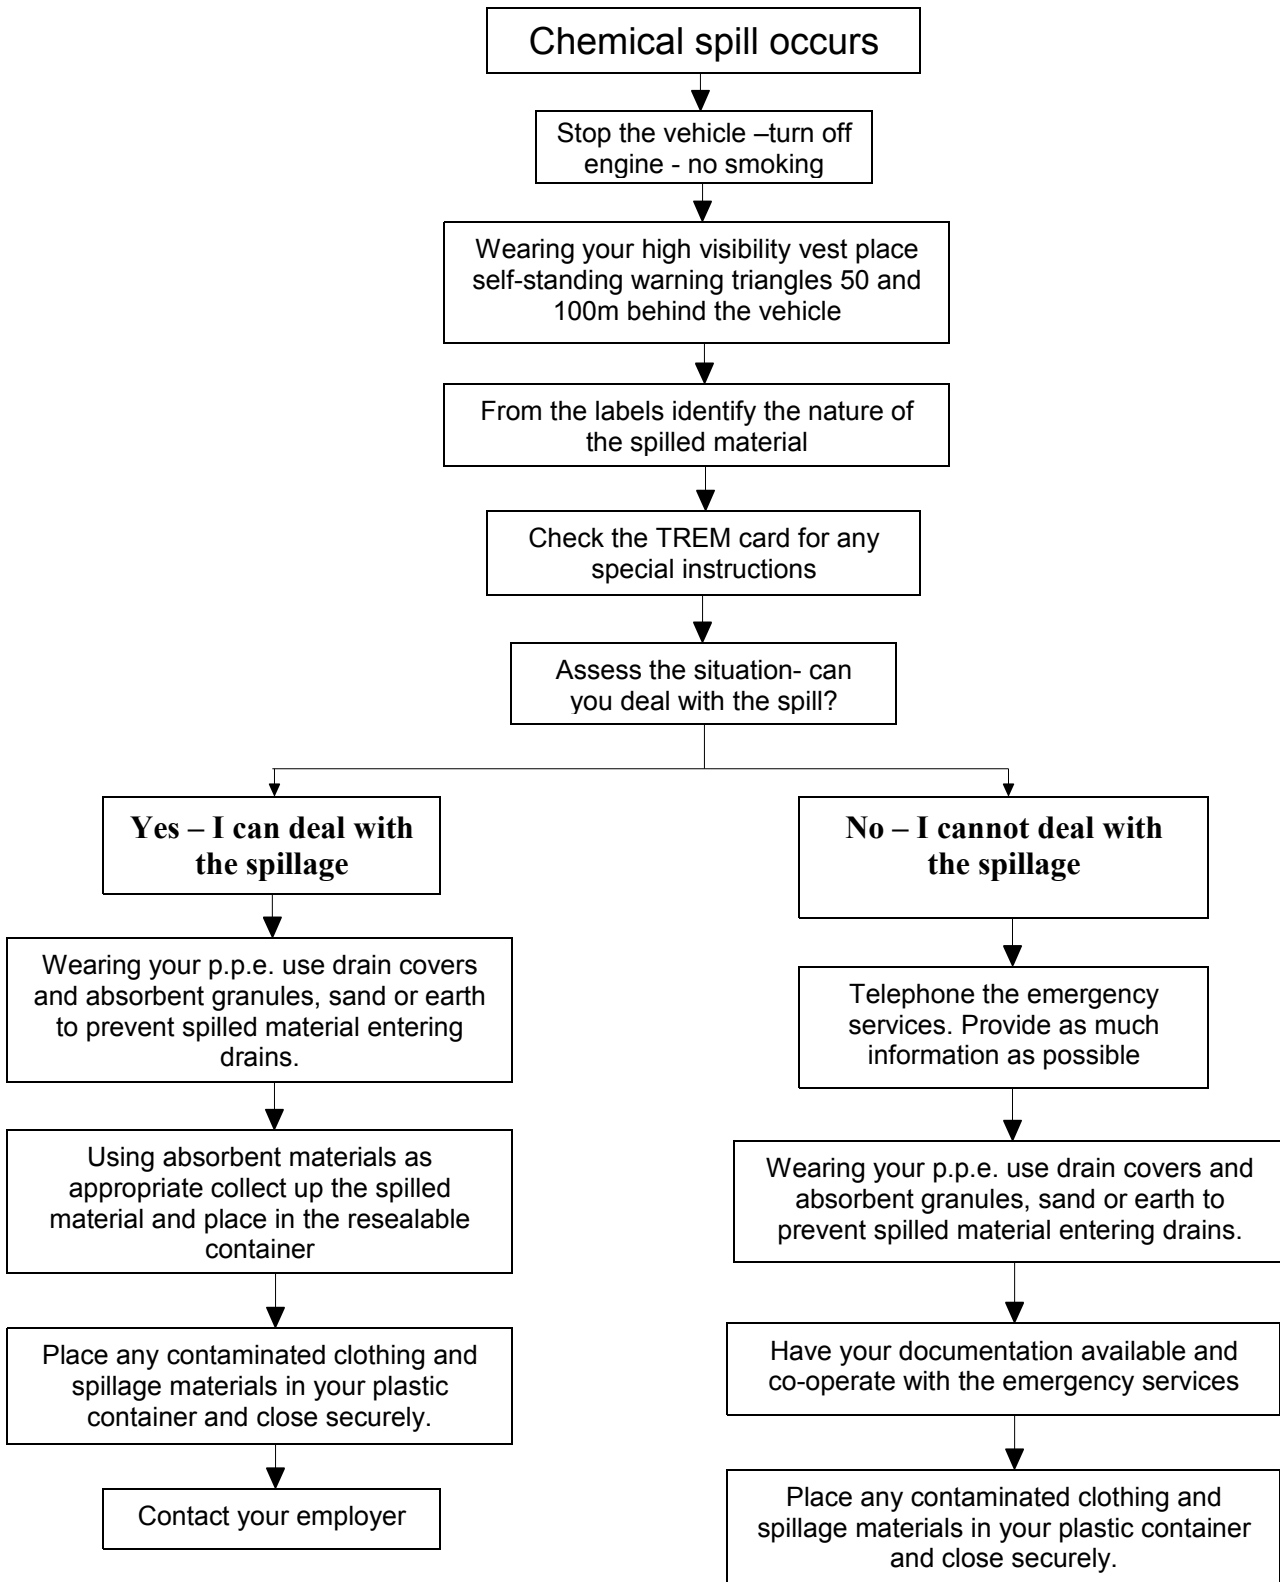 Chemical spill occurs
Stop the vehicle –turn off
engine - no smoking
Wearing your high visibility vest place
self-standing warning triangles 50 and
100m behind the vehicle
From the labels identify the nature of
the spilled material
Check the TREM card for any
special instructions
Assess the situation- can
you deal with the spill?
Yes – I can deal with
the spillage
Wearing your p.p.e. use drain covers
and absorbent granules, sand or earth
to prevent spilled material entering
drains.
Using absorbent materials as
appropriate collect up the spilled
material and place in the resealable
container
Place any contaminated clothing and
spillage materials in your plastic
container and close securely.
Contact your employer
No – I cannot deal with
the spillage
Telephone the emergency
services. Provide as much
information as possible
Wearing your p.p.e. use drain covers and
absorbent granules, sand or earth to
prevent spilled material entering drains.
Have your documentation available and
co-operate with the emergency services
Place any contaminated clothing and
spillage materials in your plastic container
and close securely.